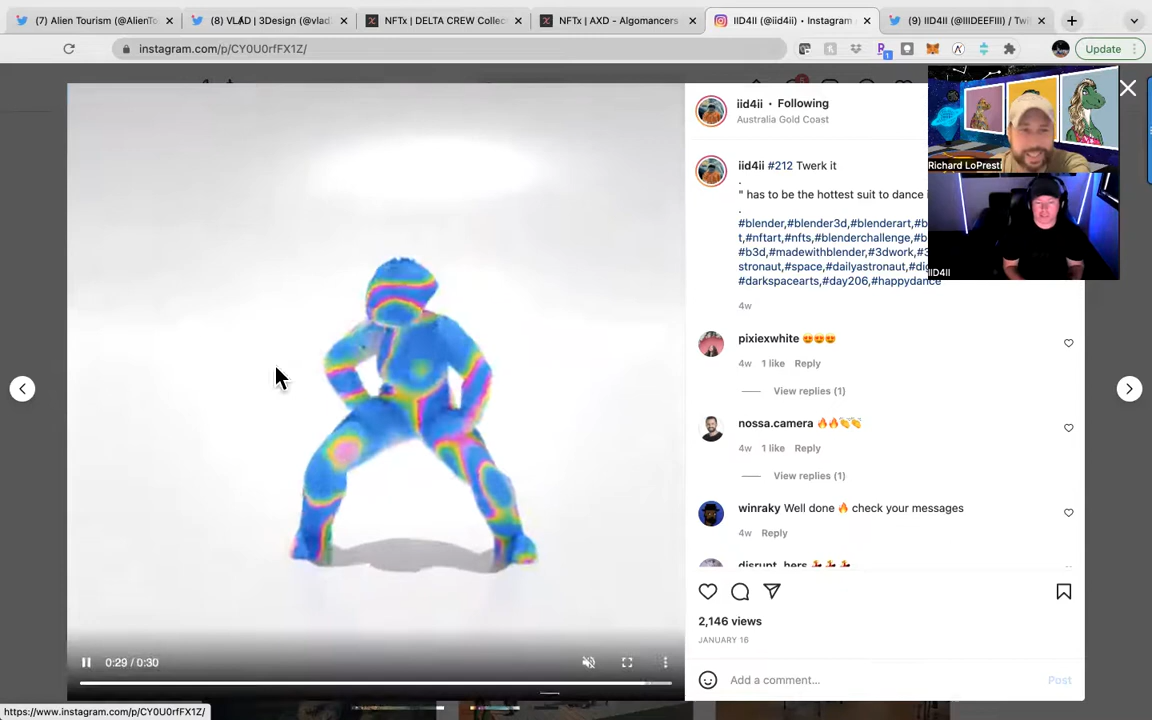 Alien Tourism (@AlienTo
(8) VLΛD | 3Design (@vlad
NFTx | DELTA CREW Collec
NFTx | AXD - Algomancers
IID4II (@iid4ii) • Instagram
(9) IID4II (@IIIDEEFIII) / Twi
instagram.com/p/CY0U0rfFX1Z/
Update
iid4ii • Following
Australia Gold Coast
Richard LoPresti
IID4II
iid4ii #212 Twerk it
.
" has to be the hottest suit to dance i
.
#blender,#blender3d,#blenderart,#b
t,#nftart,#nfts,#blenderchallenge,#b
#b3d,#madewithblender,#3dwork,#3
stronaut,#space,#dailyastronaut,#di
#darkspacearts,#day206,#happydance
4w
pixiexwhite 😍😍😍
4w 1 like Reply
View replies (1)
nossa.camera 🔥🔥👏👏
4w 1 like Reply
View replies (1)
winraky Well done 🔥 check your messages
4w Reply
disrupt_hers 💃💃💃
2,146 views
JANUARY 16
0:29 / 0:30
Add a comment...
Post
https://www.instagram.com/p/CY0U0rfFX1Z/